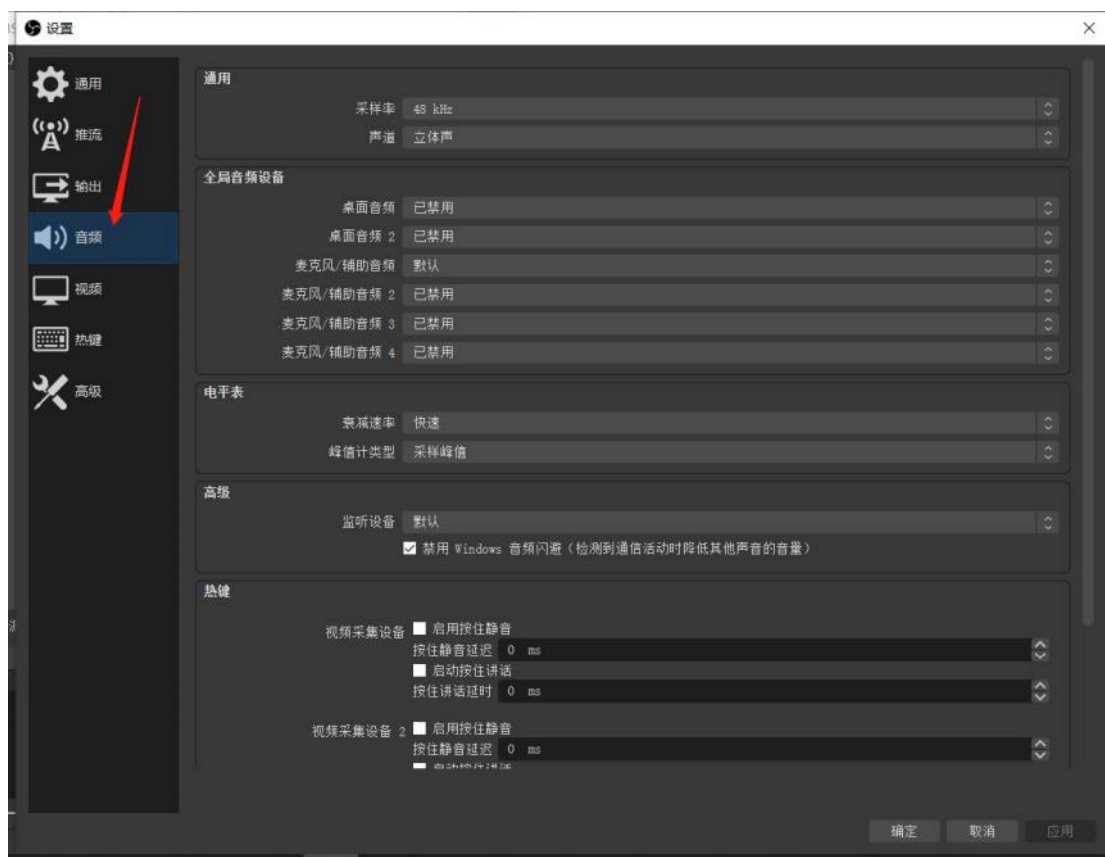 设置
通用
推流
输出
音频
视频
热键
高级
通用
采样率 48 kHz
声道 立体声
全局音频设备
桌面音频 已禁用
桌面音频 2 已禁用
麦克风/辅助音频 默认
麦克风/辅助音频 2 已禁用
麦克风/辅助音频 3 已禁用
麦克风/辅助音频 4 已禁用
电平表
衰减速率 快速
峰值计类型 采样峰值
高级
监听设备 默认
禁用 Windows 音频闪避（检测到通信活动时降低其他声音的音量）
热键
视频采集设备 启用按住静音
按住静音延迟 0 ms
启动按住讲话
按住讲话延时 0 ms
视频采集设备 2 启用按住静音
按住静音延迟 0 ms
确定 取消 应用